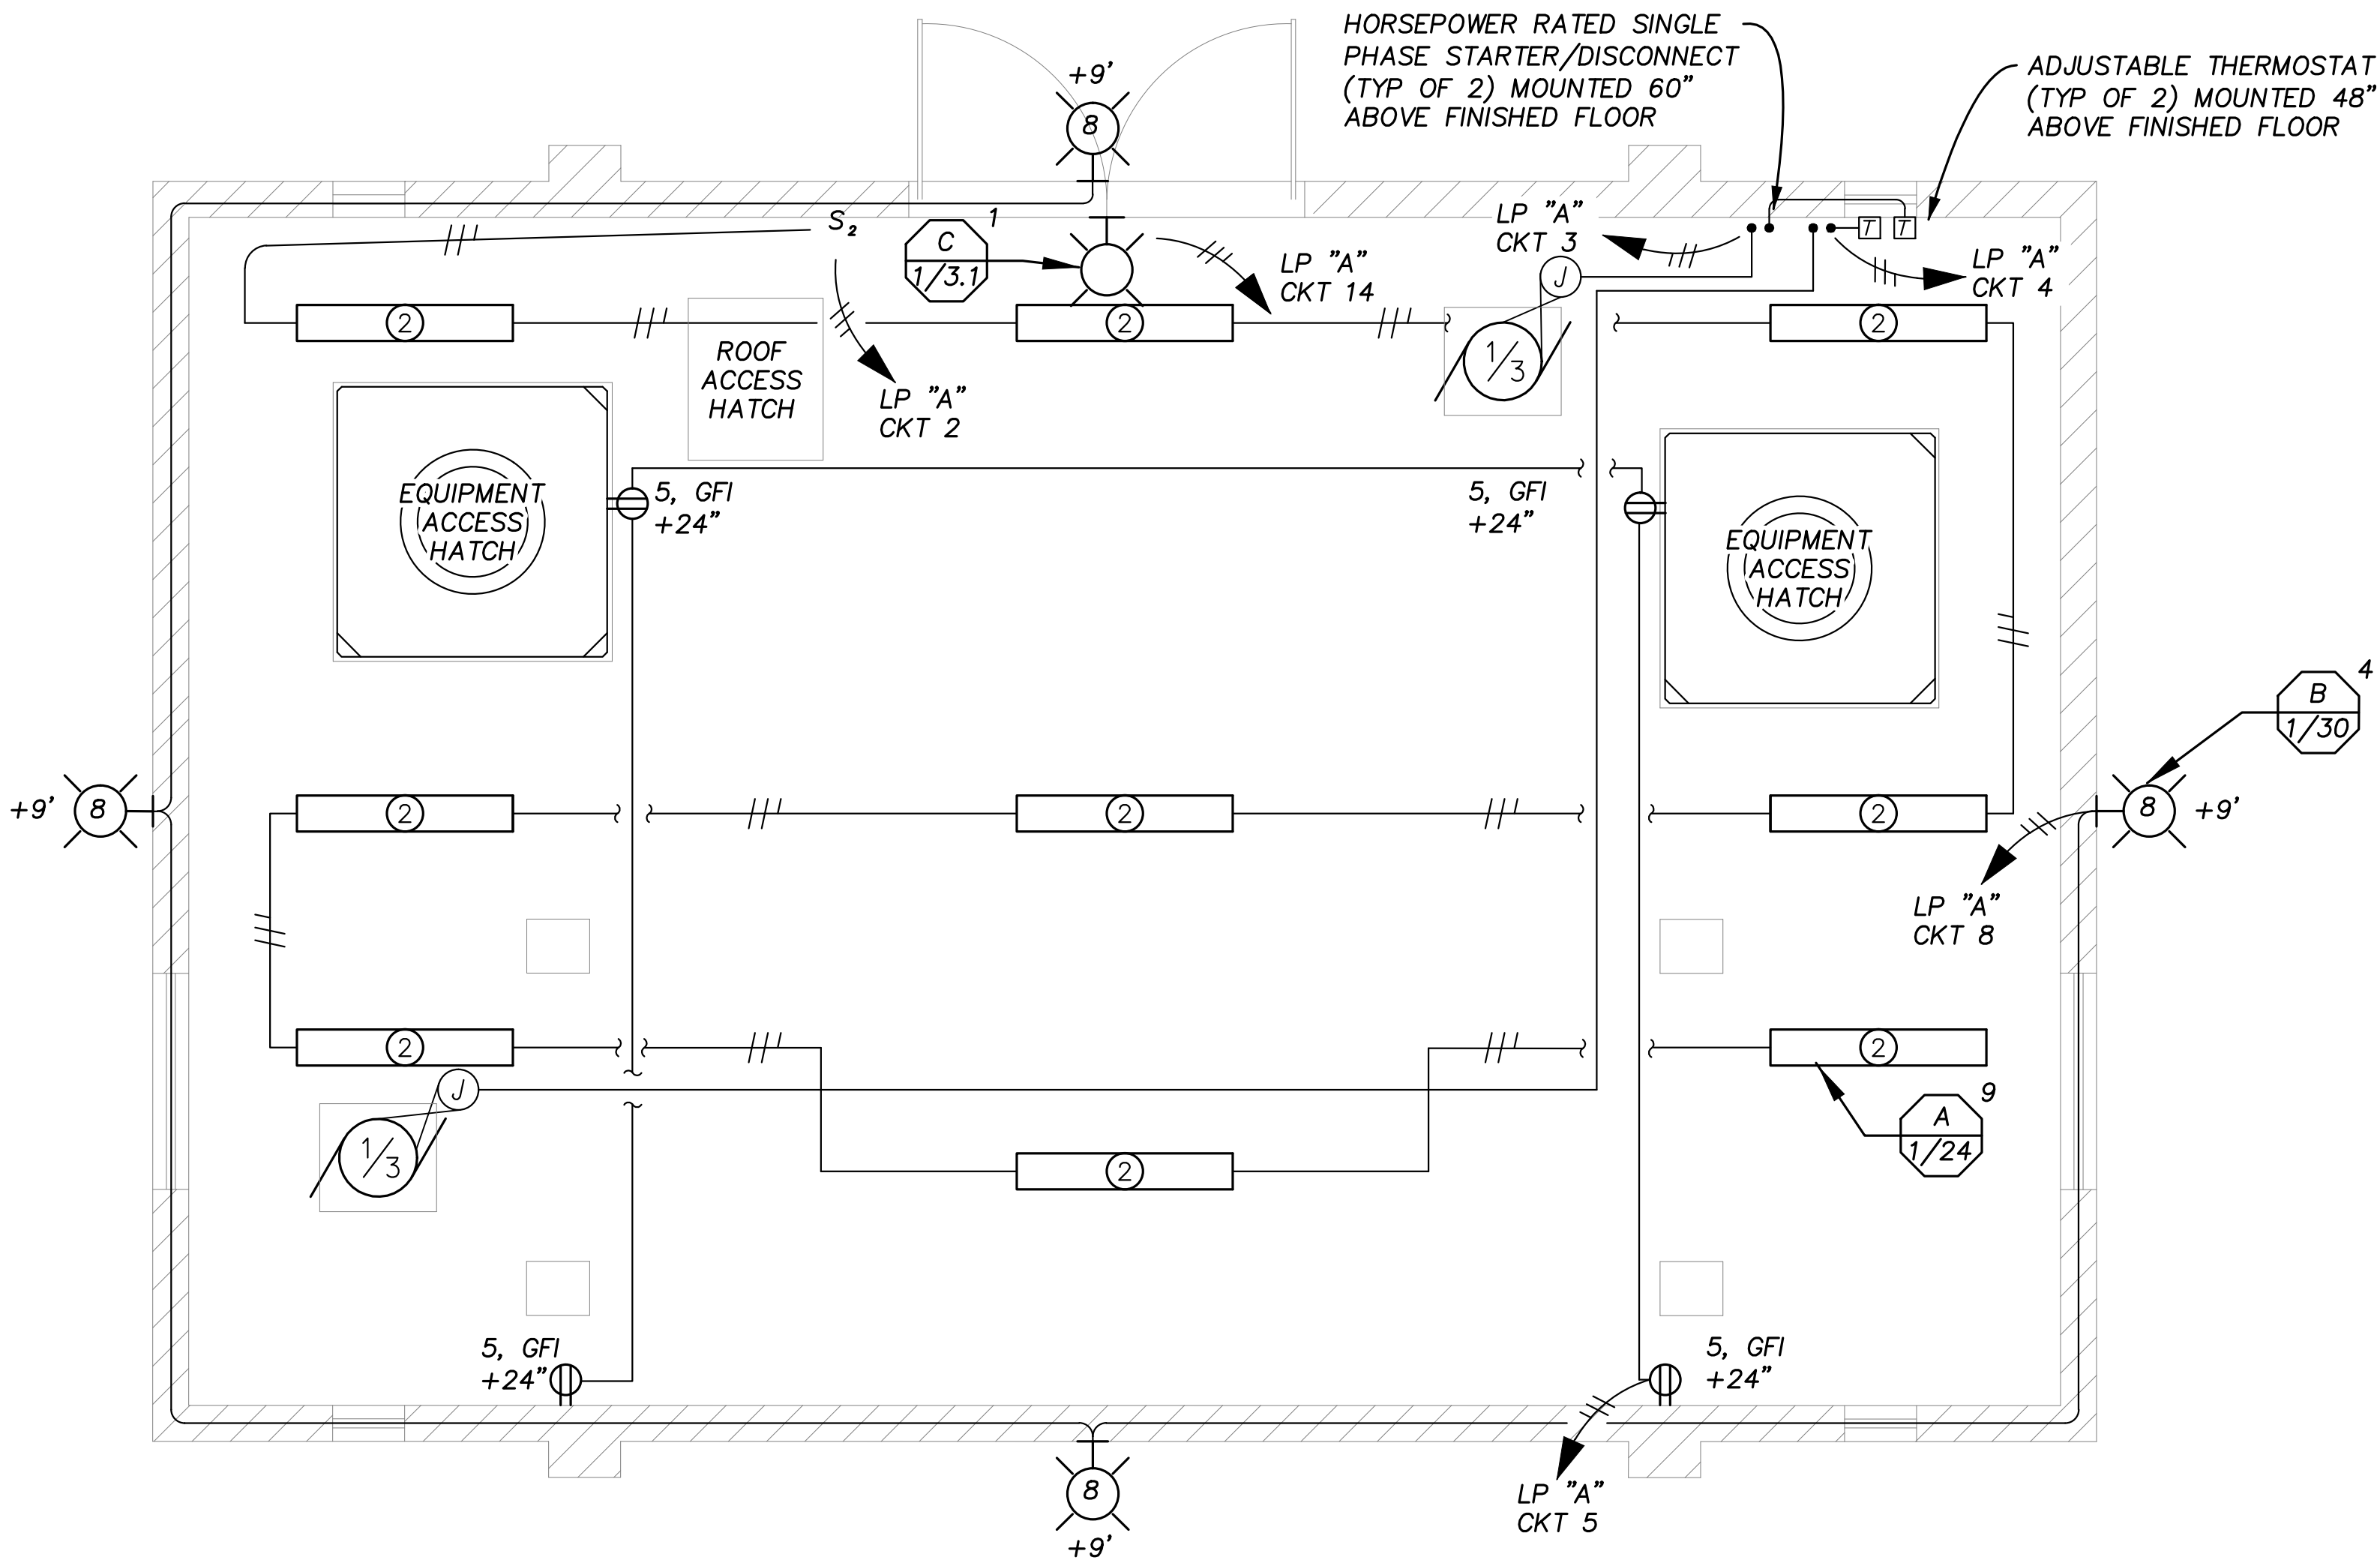 HORSEPOWER RATED SINGLE
PHASE STARTER/DISCONNECT
(TYP OF 2) MOUNTED 60"
ABOVE FINISHED FLOOR
ADJUSTABLE THERMOSTAT
(TYP OF 2) MOUNTED 48"
ABOVE FINISHED FLOOR
+9'
8
S2
C
1/3.1
1
LP "A"
CKT 14
LP "A"
CKT 3
J
T
T
LP "A"
CKT 4
2
2
2
1/3
ROOF
ACCESS
HATCH
LP "A"
CKT 2
EQUIPMENT
ACCESS
HATCH
5, GFI
+24"
5, GFI
+24"
EQUIPMENT
ACCESS
HATCH
B
1/30
4
+9'
8
2
2
2
8
+9'
LP "A"
CKT 8
2
2
J
1/3
A
1/24
9
2
5, GFI
+24"
5, GFI
+24"
8
+9'
LP "A"
CKT 5